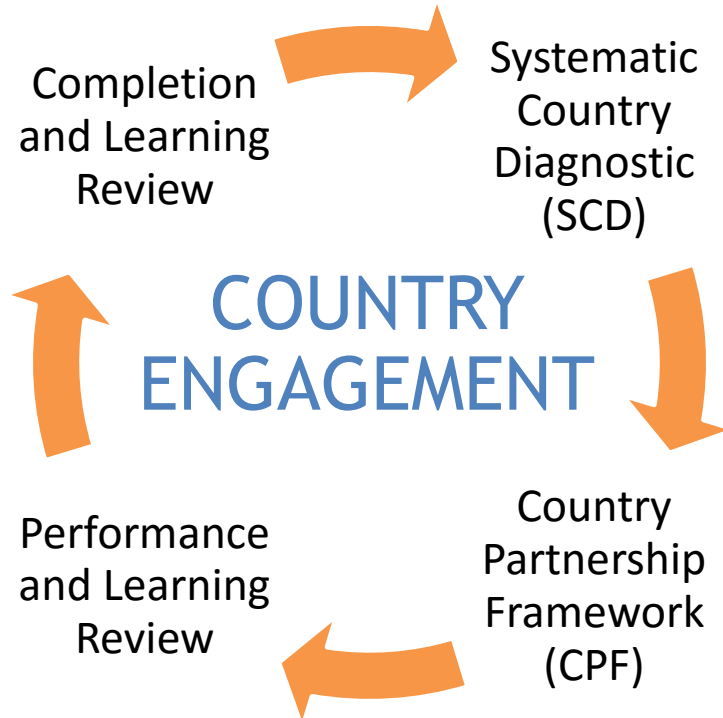 Completion
and Learning
Review
Systematic
Country
Diagnostic
(SCD)
COUNTRY
ENGAGEMENT
Performance
and Learning
Review
Country
Partnership
Framework
(CPF)